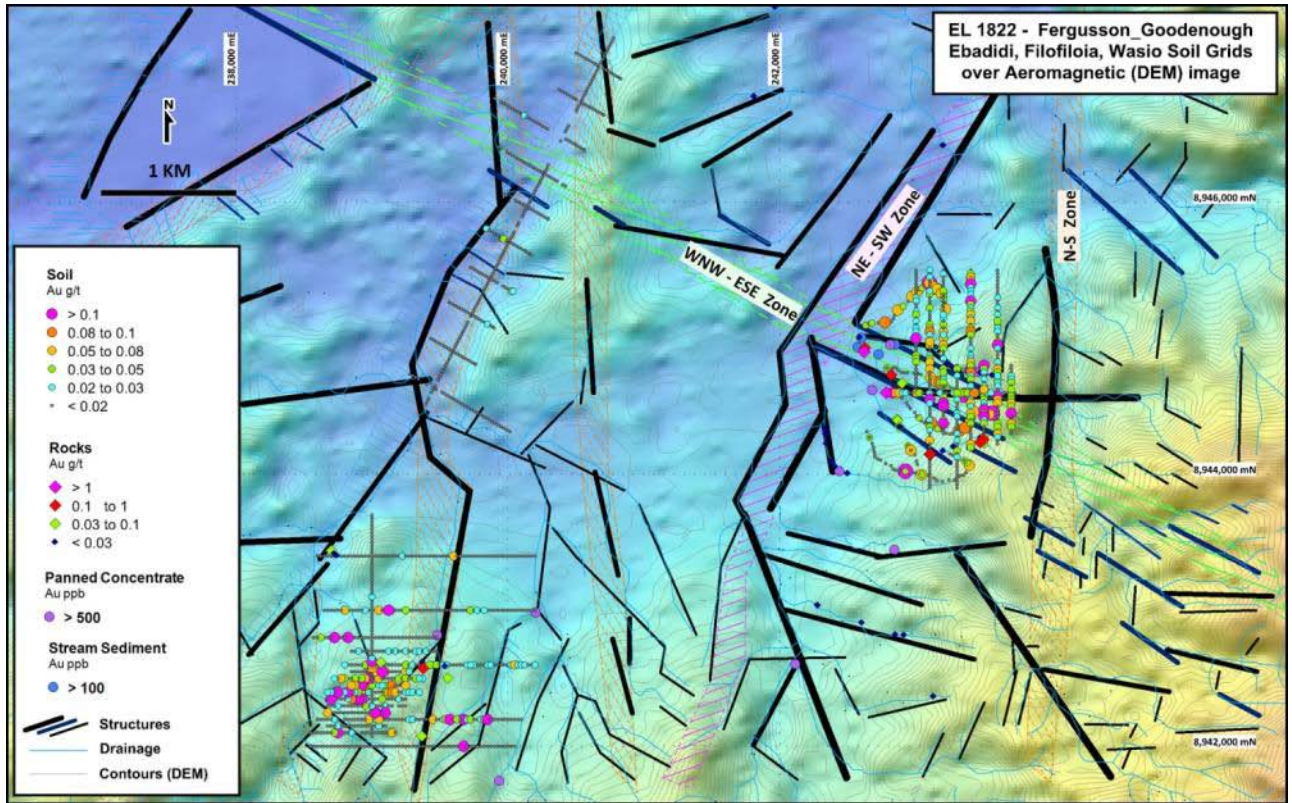 EL 1822 - Fergusson_Goodenough
Ebadidi, Filofiloia, Wasio Soil Grids
over Aeromagnetic (DEM) image
238,000 mE
240,000 mE
242,000 mE
N
1 KM
8,946,000 mN
NE - SW Zone
N-S Zone
WNW - ESE Zone
8,944,000 mN
8,942,000 mN
Soil
Au g/t
> 0.1
0.08 to 0.1
0.05 to 0.08
0.03 to 0.05
0.02 to 0.03
< 0.02
Rocks
Au g/t
> 1
0.1 to 1
0.03 to 0.1
< 0.03
Panned Concentrate
Au ppb
> 500
Stream Sediment
Au ppb
> 100
Structures
Drainage
Contours (DEM)